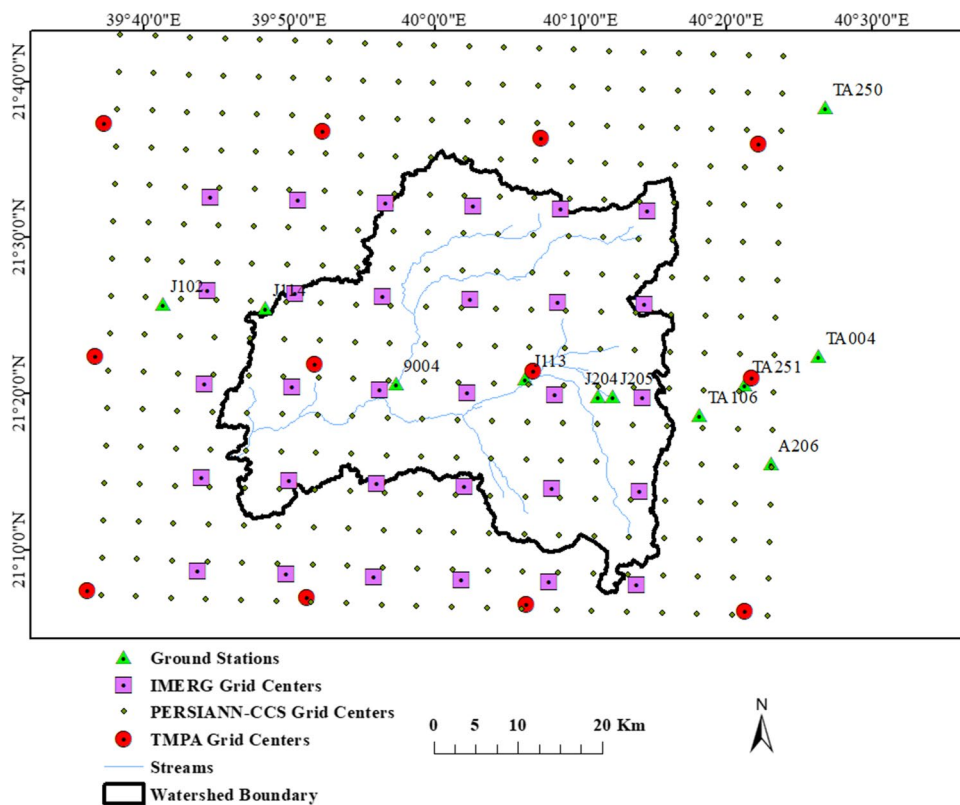 39°40'0"E 39°50'0"E 40°00'0"E 40°10'0"E 40°20'0"E 40°30'0"E
21°40'0"N
21°30'0"N
21°20'0"N
21°10'0"N
TA250
J102
J114
TA004
9004
J113
TA251
J204
J205
TA106
A206
Ground Stations
IMERG Grid Centers
PERSIANN-CCS Grid Centers
TMPA Grid Centers
Streams
Watershed Boundary
0 5 10 20 Km
N